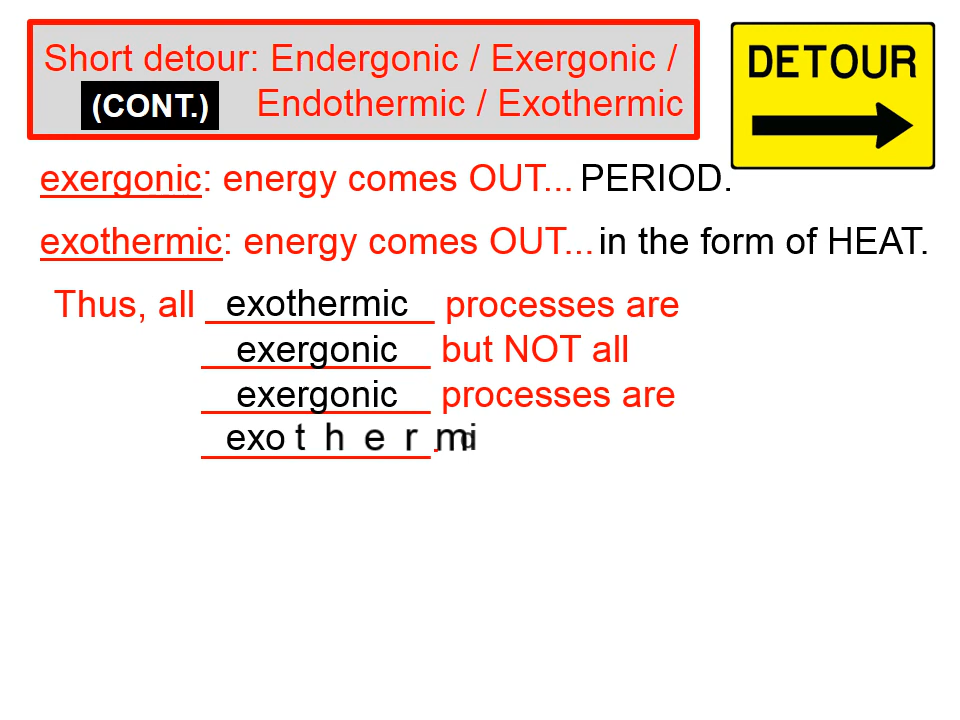 Short detour: Endergonic / Exergonic /
(CONT.) Endothermic / Exothermic
DETOUR
exergonic: energy comes OUT... PERIOD.
exothermic: energy comes OUT... in the form of HEAT.
Thus, all exothermic processes are
exergonic but NOT all
exergonic processes are
exothermic.